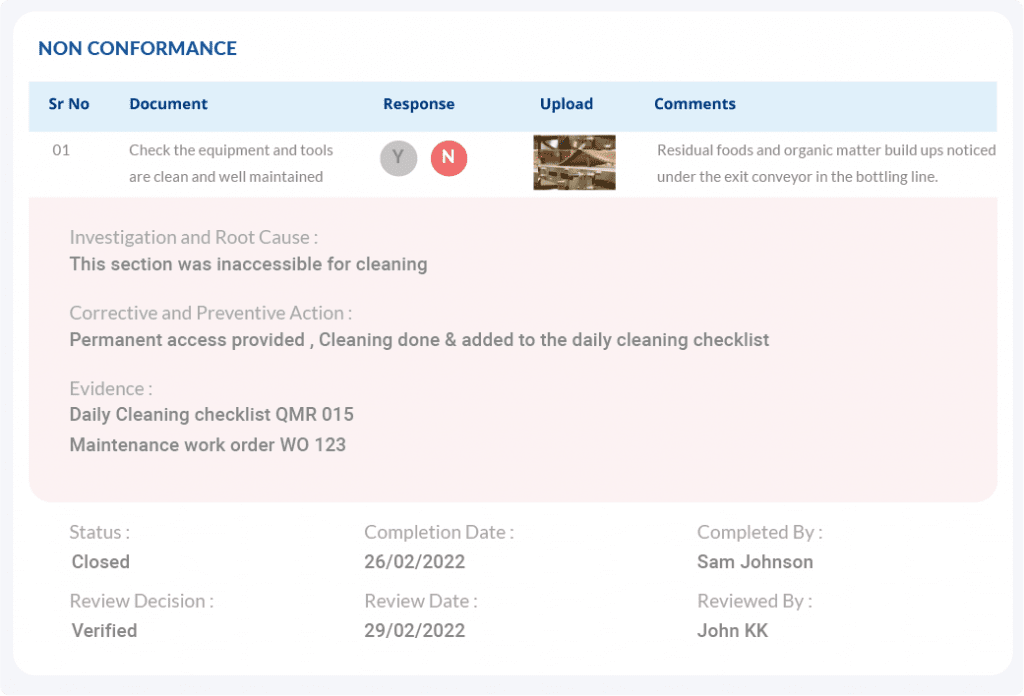 NON CONFORMANCE
Sr No Document Response Upload Comments
01 Check the equipment and tools Y N Residual foods and organic matter build ups noticed
are clean and well maintained under the exit conveyor in the bottling line.
Investigation and Root Cause :
This section was inaccessible for cleaning
Corrective and Preventive Action :
Permanent access provided , Cleaning done & added to the daily cleaning checklist
Evidence :
Daily Cleaning checklist QMR 015
Maintenance work order WO 123
Status : Completion Date : Completed By :
Closed 26/02/2022 Sam Johnson
Review Decision : Review Date : Reviewed By :
Verified 29/02/2022 John KK